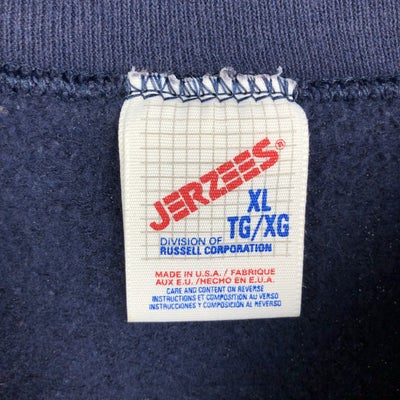 JERZEES®
XL
TG/XG
DIVISION OF
RUSSELL CORPORATION
MADE IN U.S.A. / FABRIQUE
AUX E.U. /HECHO EN E.U.A.
CARE AND CONTENT ON REVERSE
INSTRUCTIONS ET COMPOSITION AU VERSO
INSTRUCCIONES Y COMPOSICIÓN AL REVERSO